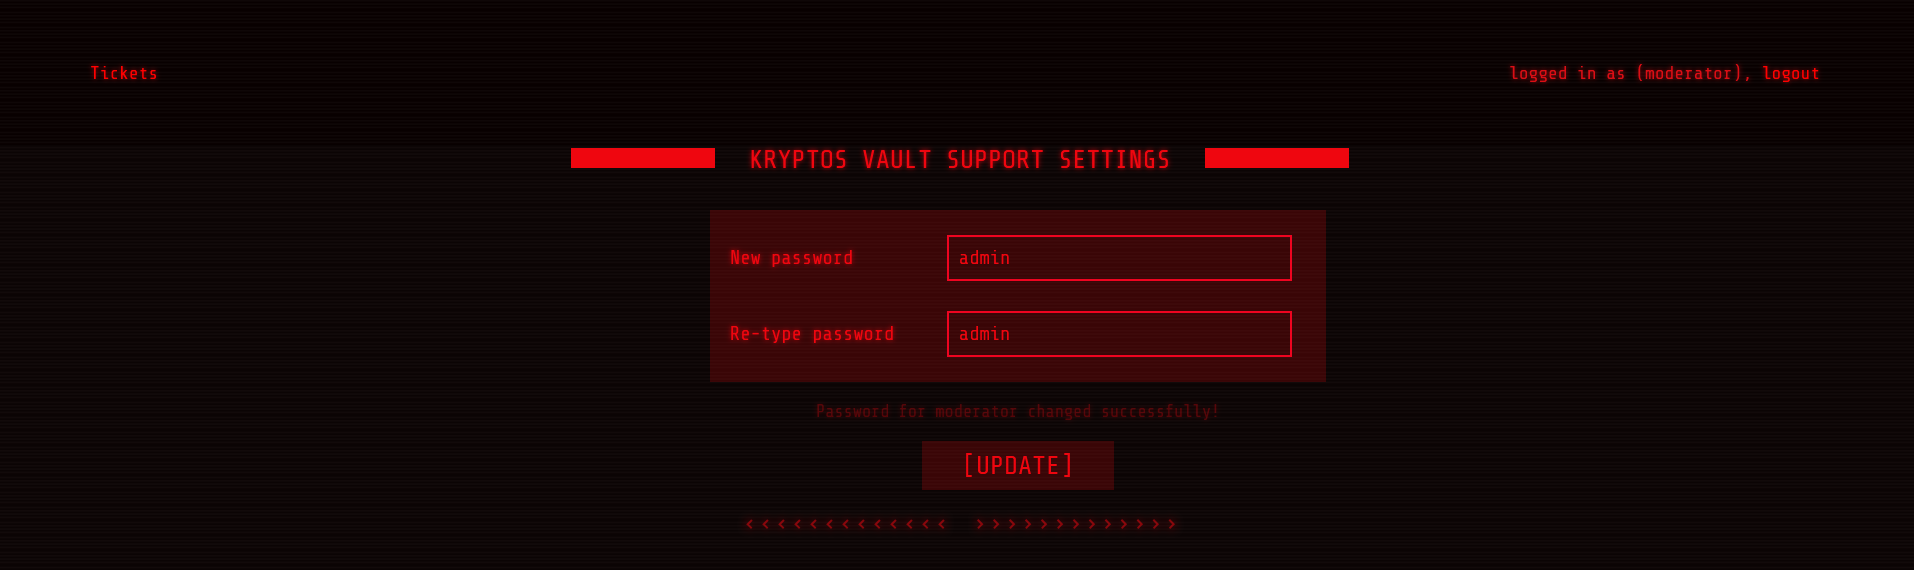 Tickets
logged in as (moderator), logout
KRYPTOS VAULT SUPPORT SETTINGS
New password
admin
Re-type password
admin
Password for moderator changed successfully!
[UPDATE]
‹‹‹‹‹‹‹‹‹‹‹‹‹ ›››››››››››››